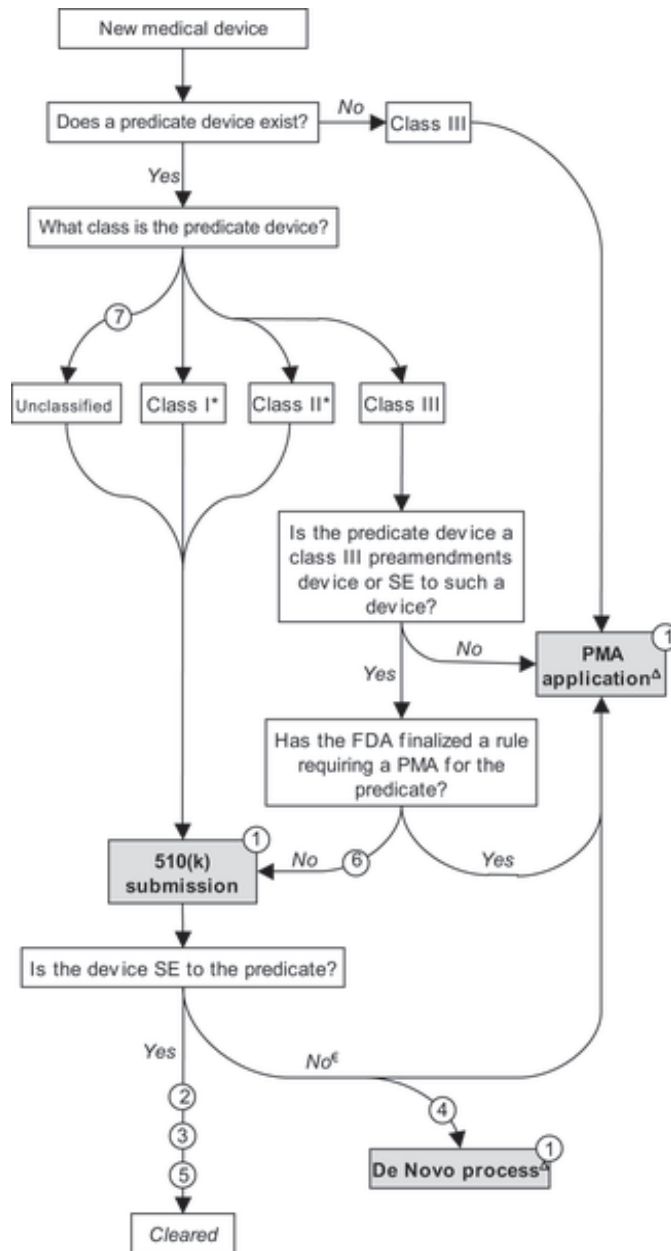 New medical device
Does a predicate device exist?
No
Class III
Yes
What class is the predicate device?
7
Unclassified
Class I*
Class II*
Class III
Is the predicate device a
class III preamendments
device or SE to such a
device?
No
Yes
1
PMA
application^Δ
Has the FDA finalized a rule
requiring a PMA for the
predicate?
No
6
Yes
1
510(k)
submission
Is the device SE to the predicate?
Yes
No^€
2
3
5
4
1
De Novo process^Δ
Cleared